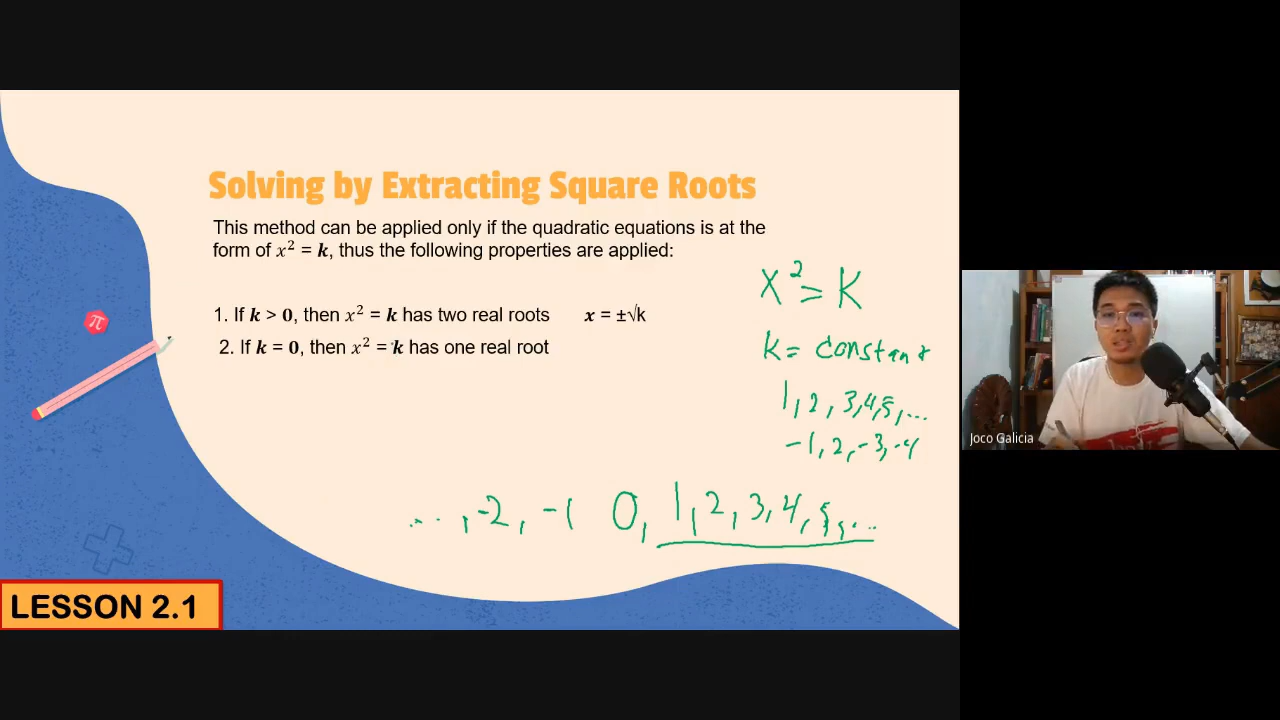 Solving by Extracting Square Roots
This method can be applied only if the quadratic equations is at the
form of x² = k, thus the following properties are applied:
1. If k > 0, then x² = k has two real roots x = ±√k
2. If k = 0, then x² = k has one real root
x² = K
k = constant
1, 2, 3, 4, 5, ...
-1, 2, -3, -4
..., -2, -1 0, 1, 2, 3, 4, 5, ...
LESSON 2.1
π
Joco Galicia